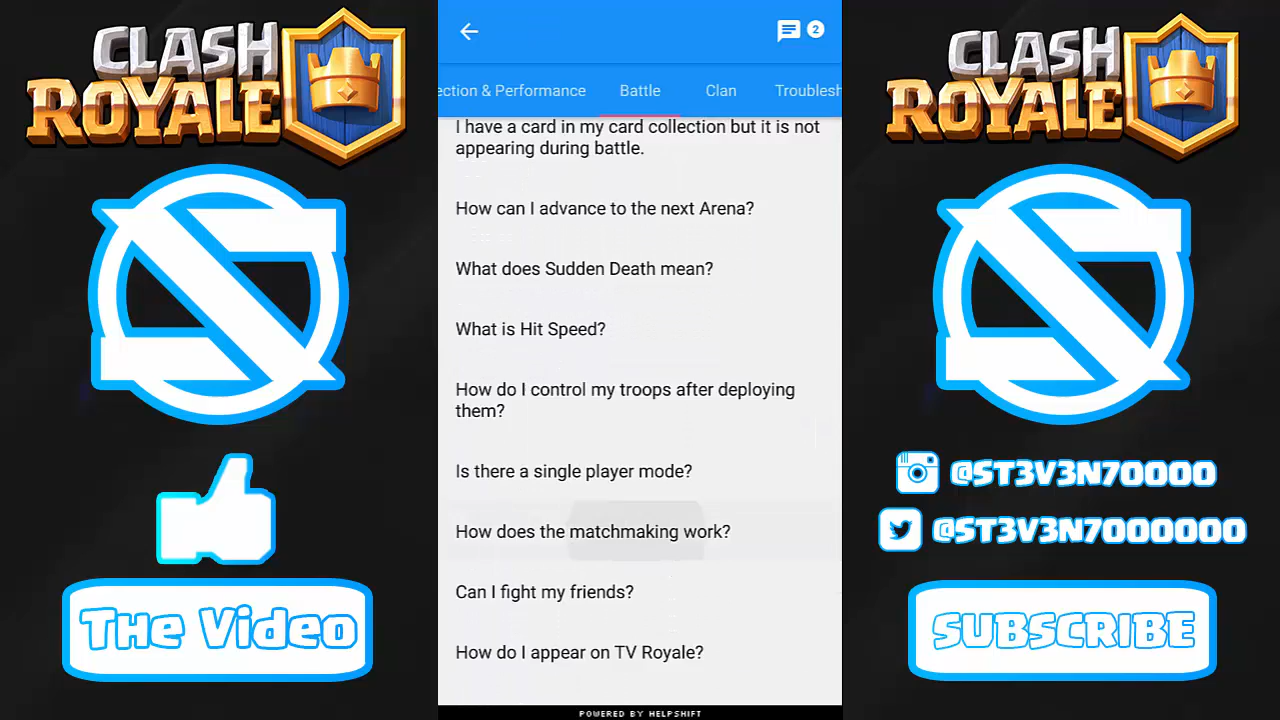 CLASH
ROYALE
The Video
2
ection & Performance Battle Clan Troublesh
I have a card in my card collection but it is not
appearing during battle.
How can I advance to the next Arena?
What does Sudden Death mean?
What is Hit Speed?
How do I control my troops after deploying
them?
Is there a single player mode?
How does the matchmaking work?
Can I fight my friends?
How do I appear on TV Royale?
POWERED BY HELPSHIFT
CLASH
ROYALE
@ST3V3N70000
@ST3V3N7000000
SUBSCRIBE